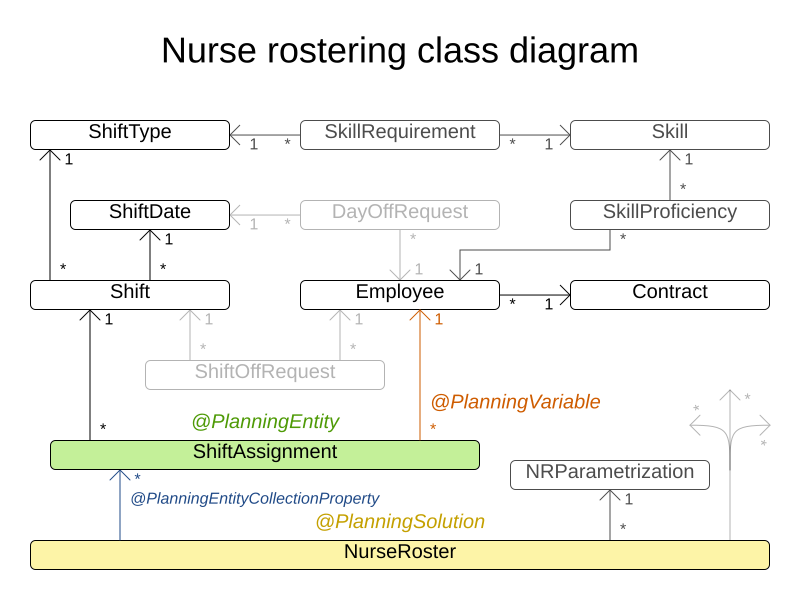 Nurse rostering class diagram
ShiftType
SkillRequirement
Skill
1
1 *
* 1
1
*
ShiftDate
DayOffRequest
SkillProficiency
1
1 *
*
*
* *
1
1
Shift
Employee
Contract
* 1
1
1
1
1
*
*
ShiftOffRequest
@PlanningVariable
*
*
*
@PlanningEntity
*
*
ShiftAssignment
NRParametrization
*
@PlanningEntityCollectionProperty
1
@PlanningSolution
*
NurseRoster